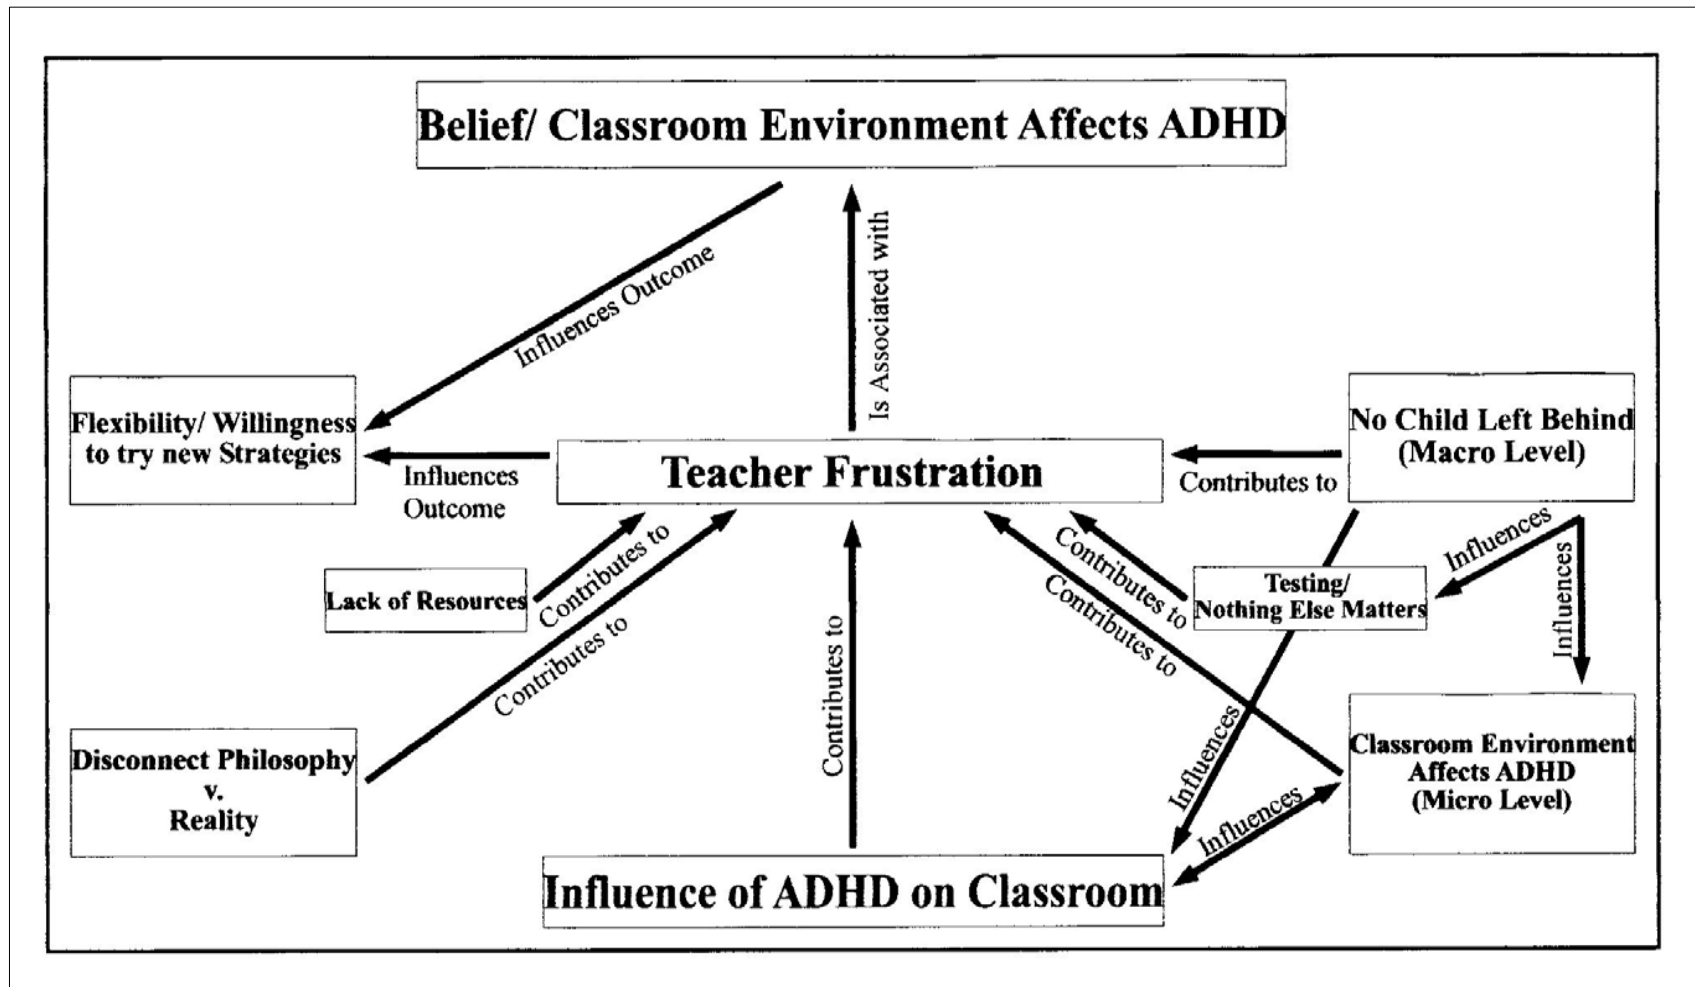 Belief/ Classroom Environment Affects ADHD
Influences Outcome
Is Associated with
Flexibility/ Willingness
to try new Strategies
Influences
Outcome
Teacher Frustration
Contributes to
No Child Left Behind
(Macro Level)
Lack of Resources
Contributes to
Contributes to
Contributes to
Contributes to
Contributes to
Testing/
Nothing Else Matters
Influences
Influences
Disconnect Philosophy
v.
Reality
Influences
Influences
Classroom Environment
Affects ADHD
(Micro Level)
Influence of ADHD on Classroom